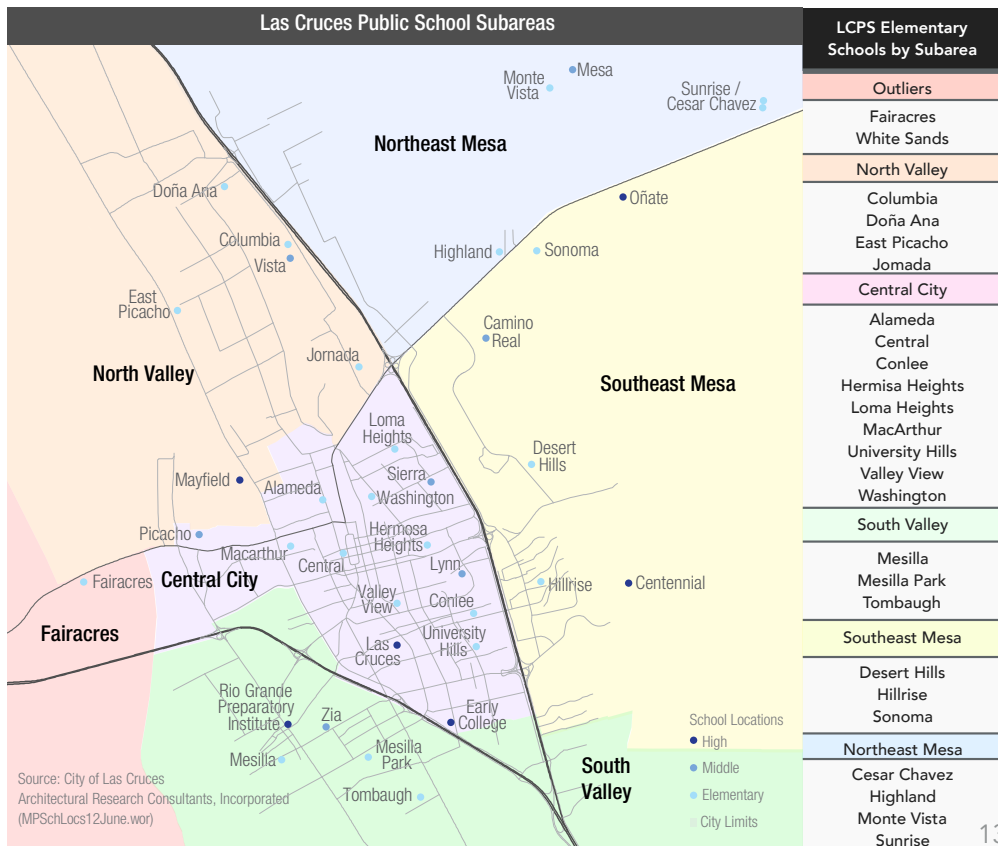 Las Cruces Public School Subareas
Mesa
Monte
Vista
Sunrise /
Cesar Chavez
Northeast Mesa
Doña Ana
Oñate
Columbia
Vista
Highland
Sonoma
East
Picacho
Camino
Real
Jornada
North Valley
Southeast Mesa
Loma
Heights
Desert
Hills
Mayfield
Alameda
Sierra
Washington
Picacho
Macarthur
Hermosa
Heights
Central
Lynn
Fairacres
Central City
Hillrise
Centennial
Valley
View
Conlee
Fairacres
Las
Cruces
University
Hills
Rio Grande
Preparatory
Institute
Zia
Early
College
Mesilla
Mesilla
Park
Tombaugh
South
Valley
School Locations
High
Middle
Elementary
City Limits
Source: City of Las Cruces
Architectural Research Consultants, Incorporated
(MPSchLocs12June.wor)
LCPS Elementary
Schools by Subarea
Outliers
Fairacres
White Sands
North Valley
Columbia
Doña Ana
East Picacho
Jornada
Central City
Alameda
Central
Conlee
Hermisa Heights
Loma Heights
MacArthur
University Hills
Valley View
Washington
South Valley
Mesilla
Mesilla Park
Tombaugh
Southeast Mesa
Desert Hills
Hillrise
Sonoma
Northeast Mesa
Cesar Chavez
Highland
Monte Vista
Sunrise